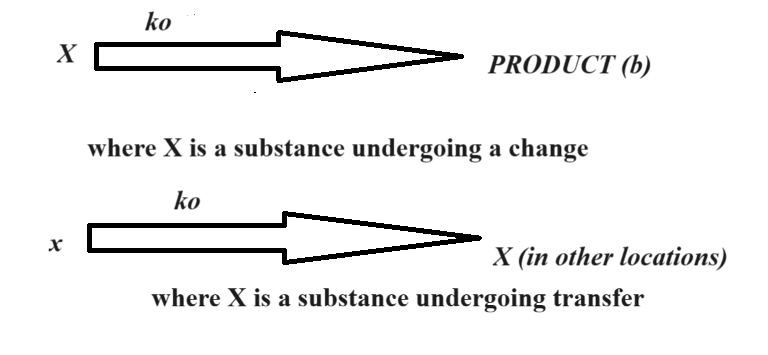 ko
X PRODUCT (b)
where X is a substance undergoing a change
ko
x X (in other locations)
where X is a substance undergoing transfer